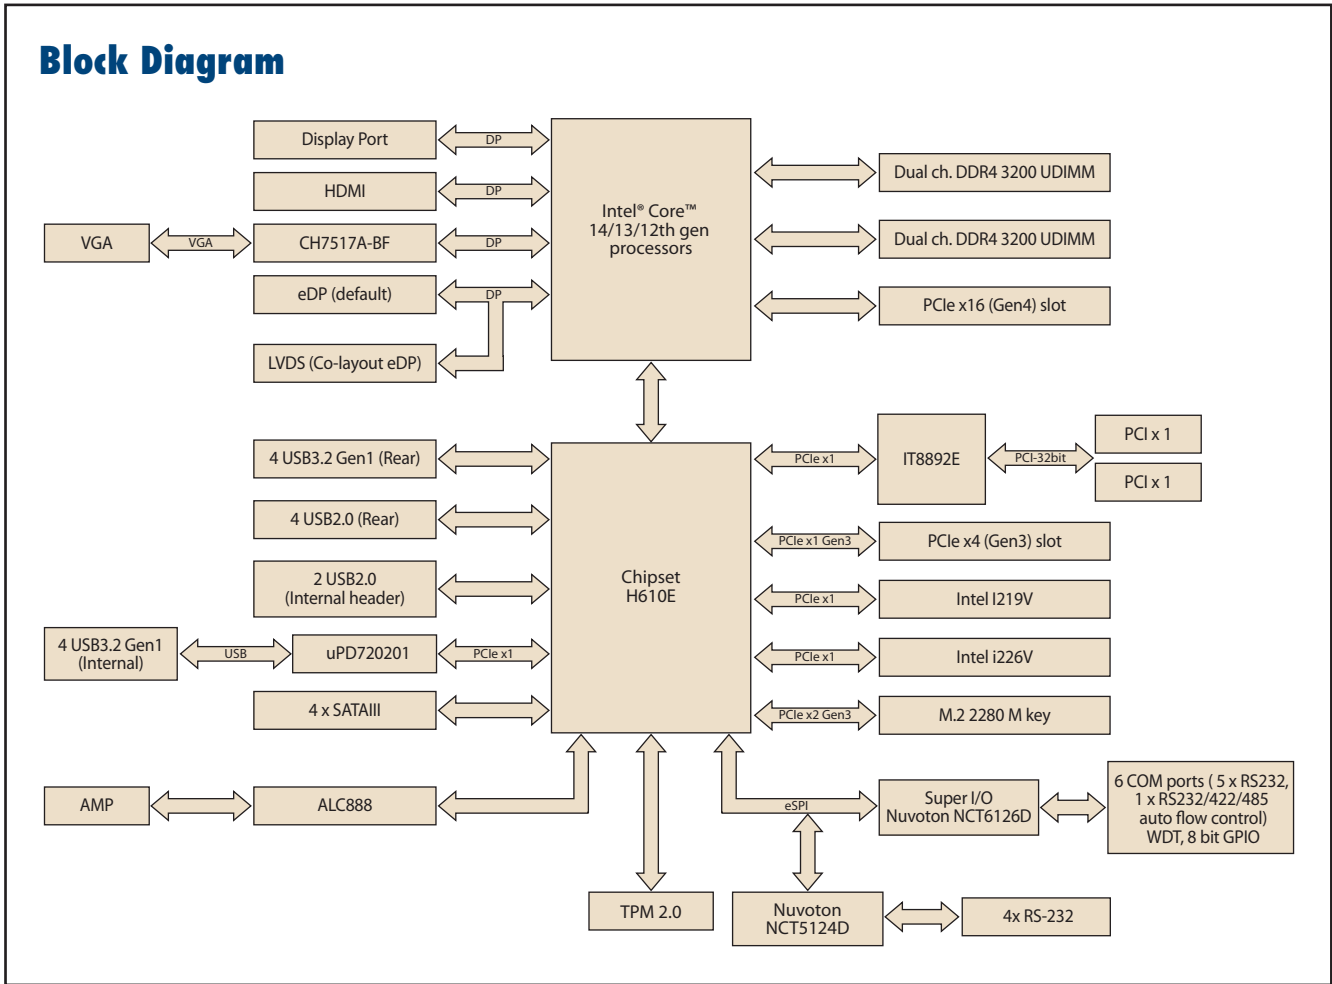 Block Diagram
Display Port
DP
HDMI
DP
VGA
VGA
CH7517A-BF
DP
eDP (default)
DP
LVDS (Co-layout eDP)
Intel® Core™
14/13/12th gen
processors
Dual ch. DDR4 3200 UDIMM
Dual ch. DDR4 3200 UDIMM
PCIe x16 (Gen4) slot
4 USB3.2 Gen1 (Rear)
4 USB2.0 (Rear)
2 USB2.0
(Internal header)
4 USB3.2 Gen1
(Internal)
USB
uPD720201
PCIe x1
4 x SATAIII
Chipset
H610E
PCIe x1
IT8892E
PCI-32bit
PCI x 1
PCI x 1
PCIe x1 Gen3
PCIe x4 (Gen3) slot
PCIe x1
Intel I219V
PCIe x1
Intel i226V
PCIe x2 Gen3
M.2 2280 M key
AMP
ALC888
TPM 2.0
eSPI
Super I/O
Nuvoton NCT6126D
6 COM ports ( 5 x RS232,
1 x RS232/422/485
auto flow control)
WDT, 8 bit GPIO
Nuvoton
NCT5124D
4x RS-232